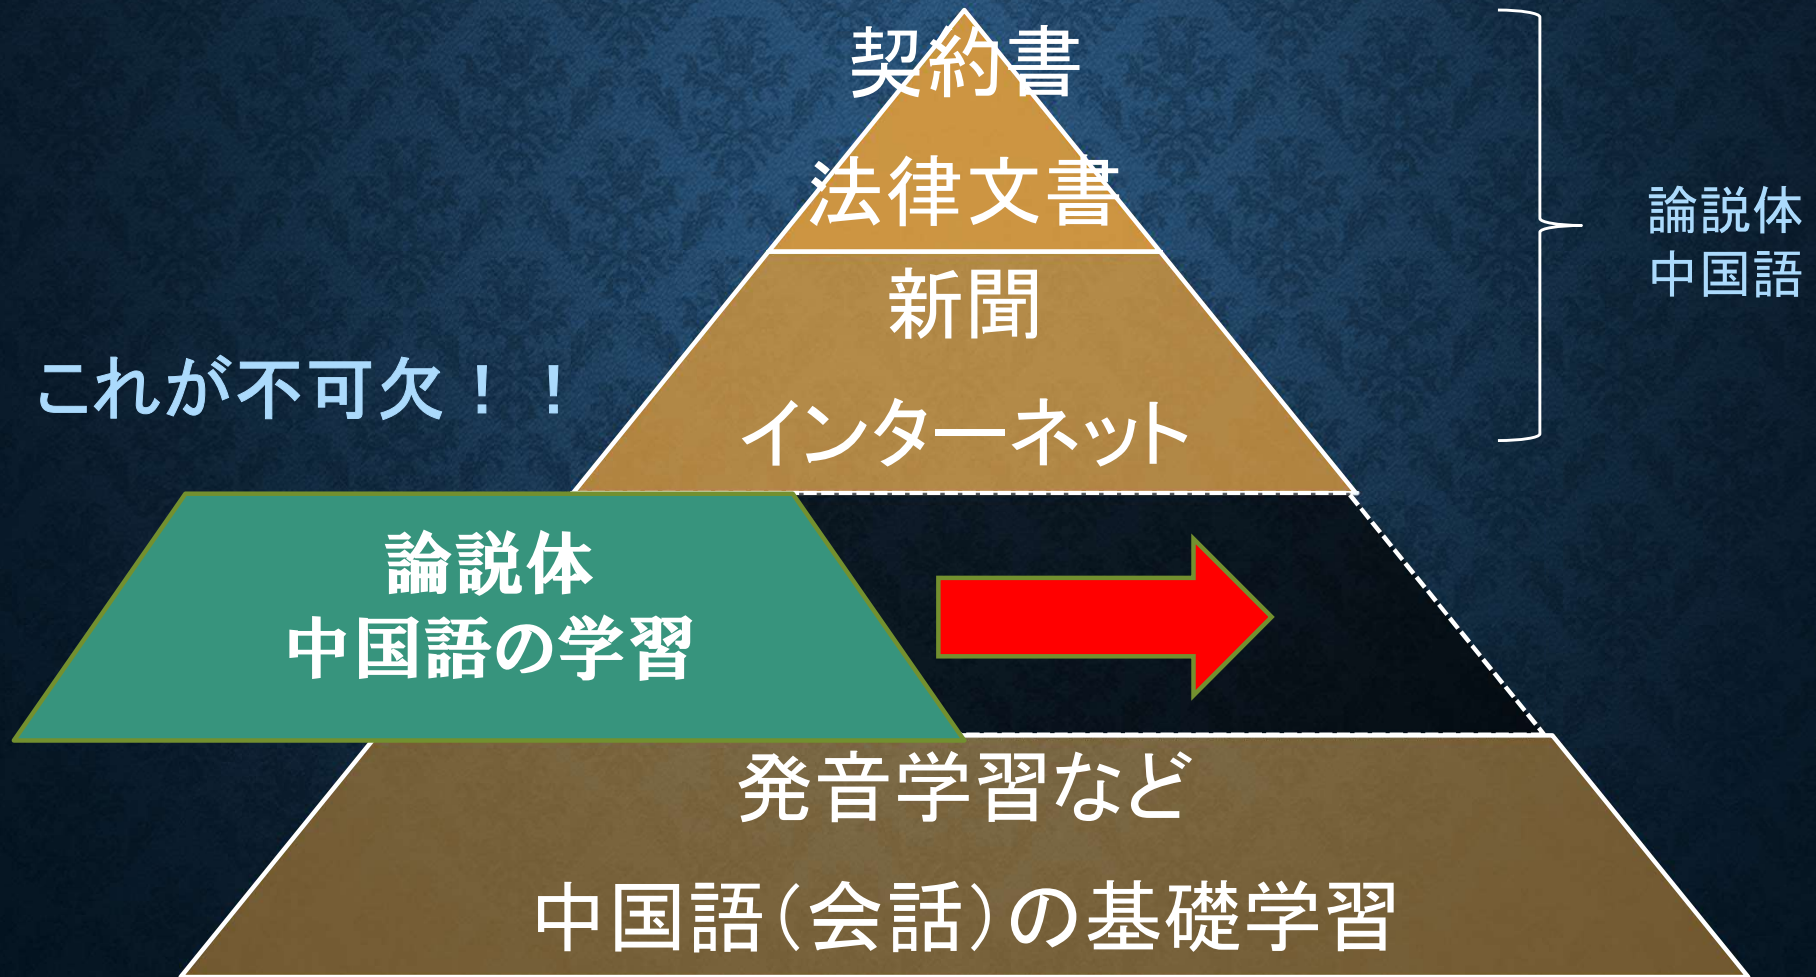 契約書
法律文書
論説体
中国語
新聞
インターネット
これが不可欠！！
論説体
中国語の学習
発音学習など
中国語（会話）の基礎学習